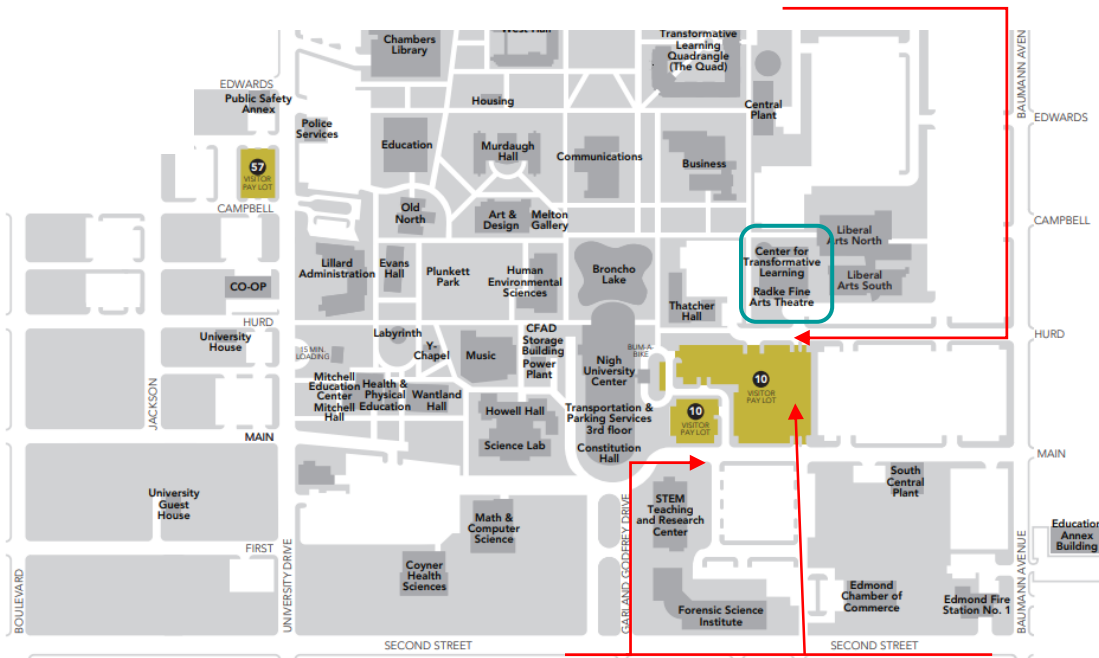 West Hall
Chambers
Library
Transformative
Learning
Quadrangle
(The Quad)
BAUMANN AVEN
EDWARDS
Public Safety
Annex
Housing
Central
Plant
EDWARDS
Police
Services
Education
Murdaugh
Hall
Communications
Business
57
VISITOR
PAY LOT
CAMPBELL
Old
North
Art &
Design
Melton
Gallery
CAMPBELL
Liberal
Arts North
Lillard
Administration
Evans
Hall
Plunkett
Park
Human
Environmental
Sciences
Broncho
Lake
Center for
Transformative
Learning
Radke Fine
Arts Theatre
Liberal
Arts South
CO-OP
Thatcher
Hall
HURD
HURD
University
House
15 MIN.
LOADING
Labyrinth
Y-
Chapel
Music
CFAD
Storage
Building
Power
Plant
Nigh
University
Center
BUM-A-
BIKE
10
VISITOR
PAY LOT
Mitchell
Education
Center
Mitchell
Hall
Health &
Physical
Education
Wantland
Hall
Howell Hall
Science Lab
Transportation &
Parking Services
3rd floor
Constitution
Hall
10
VISITOR
PAY LOT
JACKSON
MAIN
MAIN
University
Guest
House
Math &
Computer
Science
STEM
Teaching
and Research
Center
South
Central
Plant
Education
Annex
Building
FIRST
Coyner
Health
Sciences
Forensic Science
Institute
Edmond
Chamber of
Commerce
Edmond Fire
Station No. 1
BOULEVARD
UNIVERSITY DRIVE
GARLAND GODFREY DRIVE
BAUMANN AVENUE
SECOND STREET
SECOND STREET